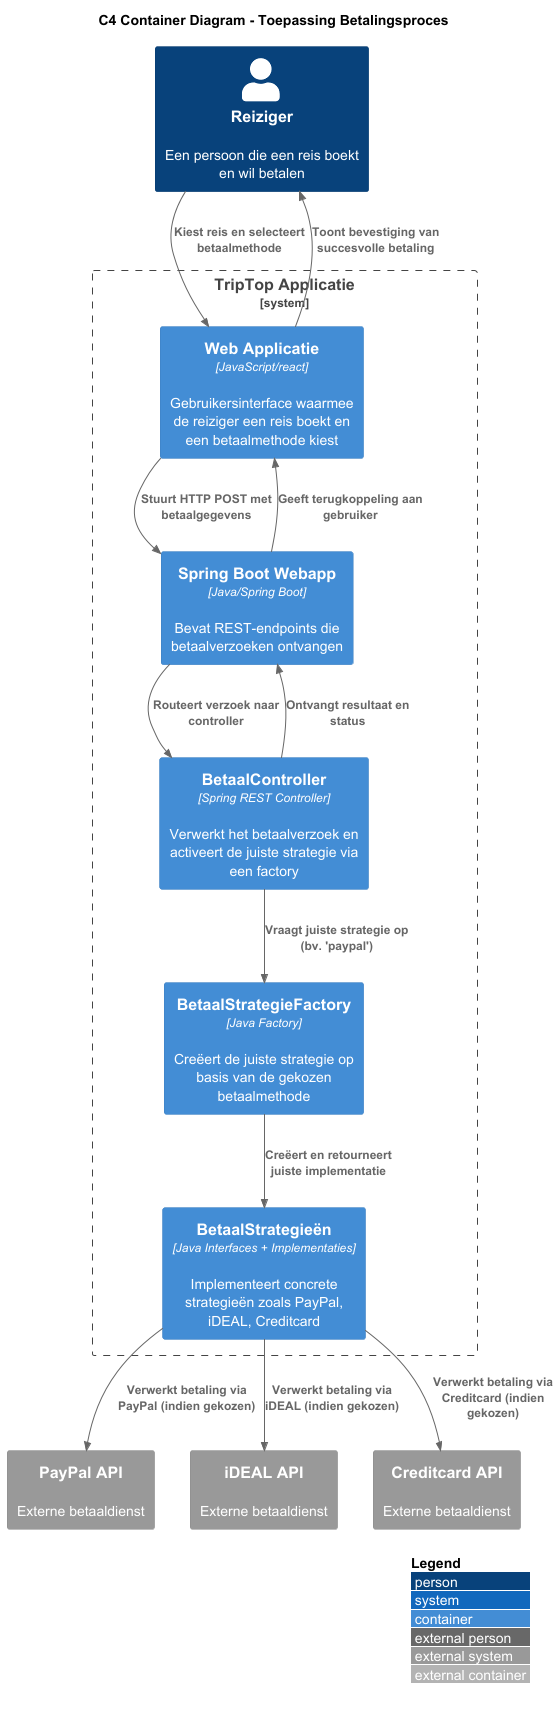 C4 Container Diagram - Toepassing Betalingsproces
Reiziger
Een persoon die een reis boekt
en wil betalen
Kiest reis en selecteert
betaalmethode
Toont bevestiging van
succesvolle betaling
TripTop Applicatie
[system]
Web Applicatie
[JavaScript/react]
Gebruikersinterface waarmee
de reiziger een reis boekt en
een betaalmethode kiest
Stuurt HTTP POST met
betaalgegevens
Geeft terugkoppeling aan
gebruiker
Spring Boot Webapp
[Java/Spring Boot]
Bevat REST-endpoints die
betaalverzoeken ontvangen
Routeert verzoek naar
controller
Ontvangt resultaat en
status
BetaalController
[Spring REST Controller]
Verwerkt het betaalverzoek en
activeert de juiste strategie via
een factory
Vraagt juiste strategie op
(bv. 'paypal')
BetaalStrategieFactory
[Java Factory]
Creëert de juiste strategie op
basis van de gekozen
betaalmethode
Creëert en retourneert
juiste implementatie
BetaalStrategieën
[Java Interfaces + Implementaties]
Implementeert concrete
strategieën zoals PayPal,
iDEAL, Creditcard
Verwerkt betaling via
PayPal (indien gekozen)
Verwerkt betaling via
iDEAL (indien gekozen)
Verwerkt betaling via
Creditcard (indien
gekozen)
PayPal API
Externe betaaldienst
iDEAL API
Externe betaaldienst
Creditcard API
Externe betaaldienst
Legend
person
system
container
external person
external system
external container